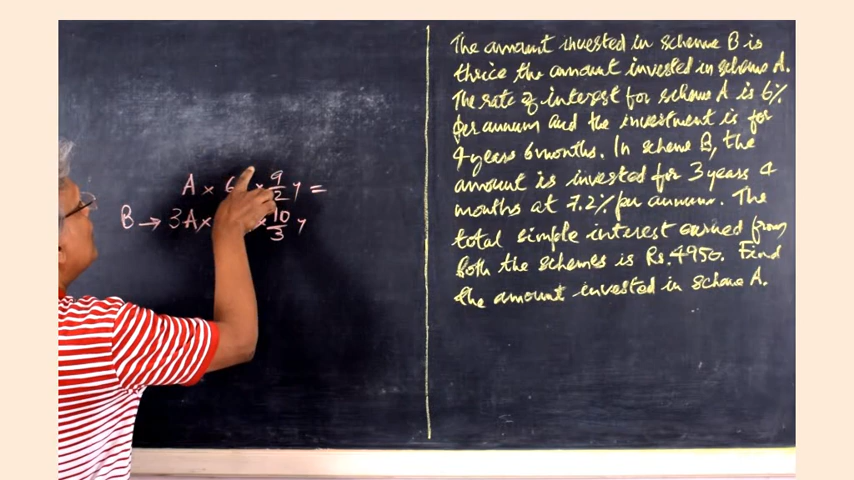 A × 6 × 9/2 y =
B → 3A × × 10/3 y
The amount invested in scheme B is
thrice the amount invested in scheme A.
The rate of interest for scheme A is 6%
per annum and the investment is for
4 years 6 months. In scheme B, the
amount is invested for 3 years 4
months at 7.2% per annum. The
total simple interest earned from
both the schemes is Rs. 4950. Find
the amount invested in scheme A.